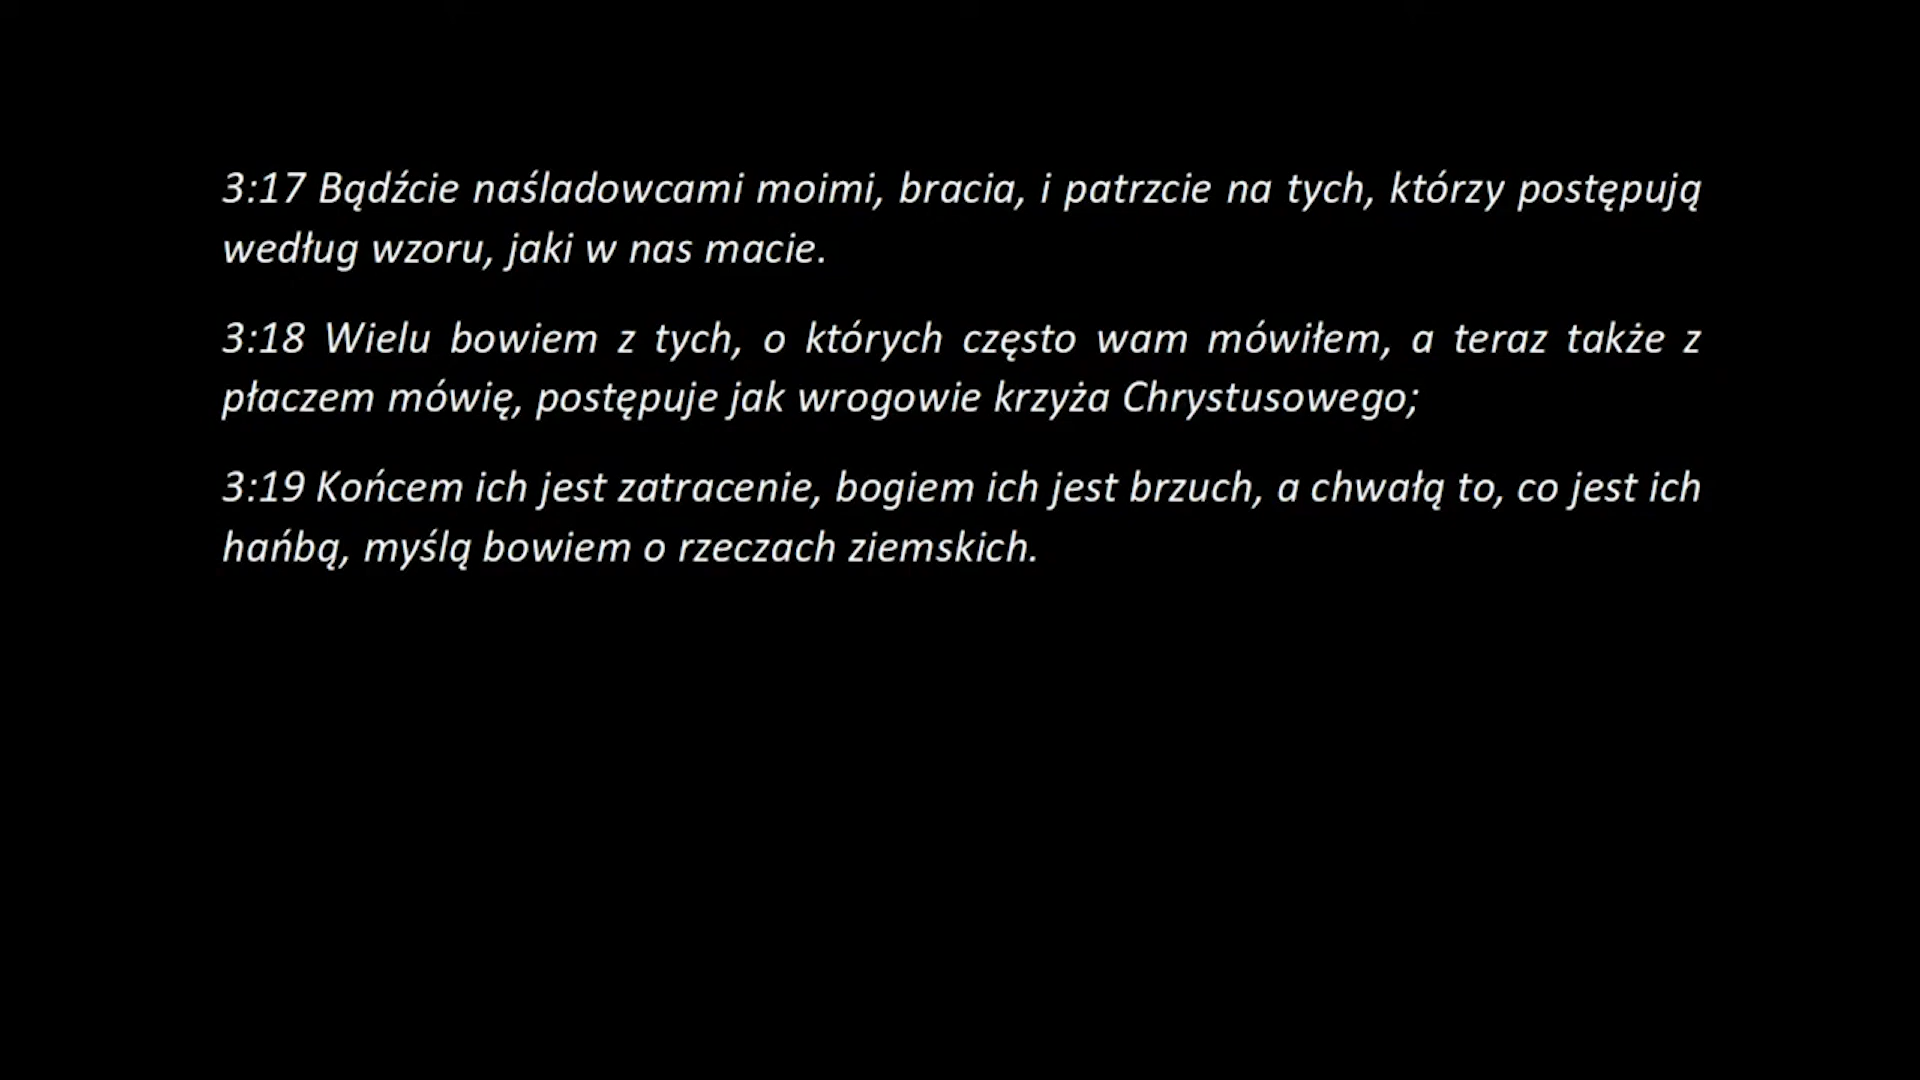 3:17 Bądźcie naśladowcami moimi, bracia, i patrzcie na tych, którzy postępują
według wzoru, jaki w nas macie.
3:18 Wielu bowiem z tych, o których często wam mówiłem, a teraz także z
płaczem mówię, postępuje jak wrogowie krzyża Chrystusowego;
3:19 Końcem ich jest zatracenie, bogiem ich jest brzuch, a chwałą to, co jest ich
hańbą, myślą bowiem o rzeczach ziemskich.